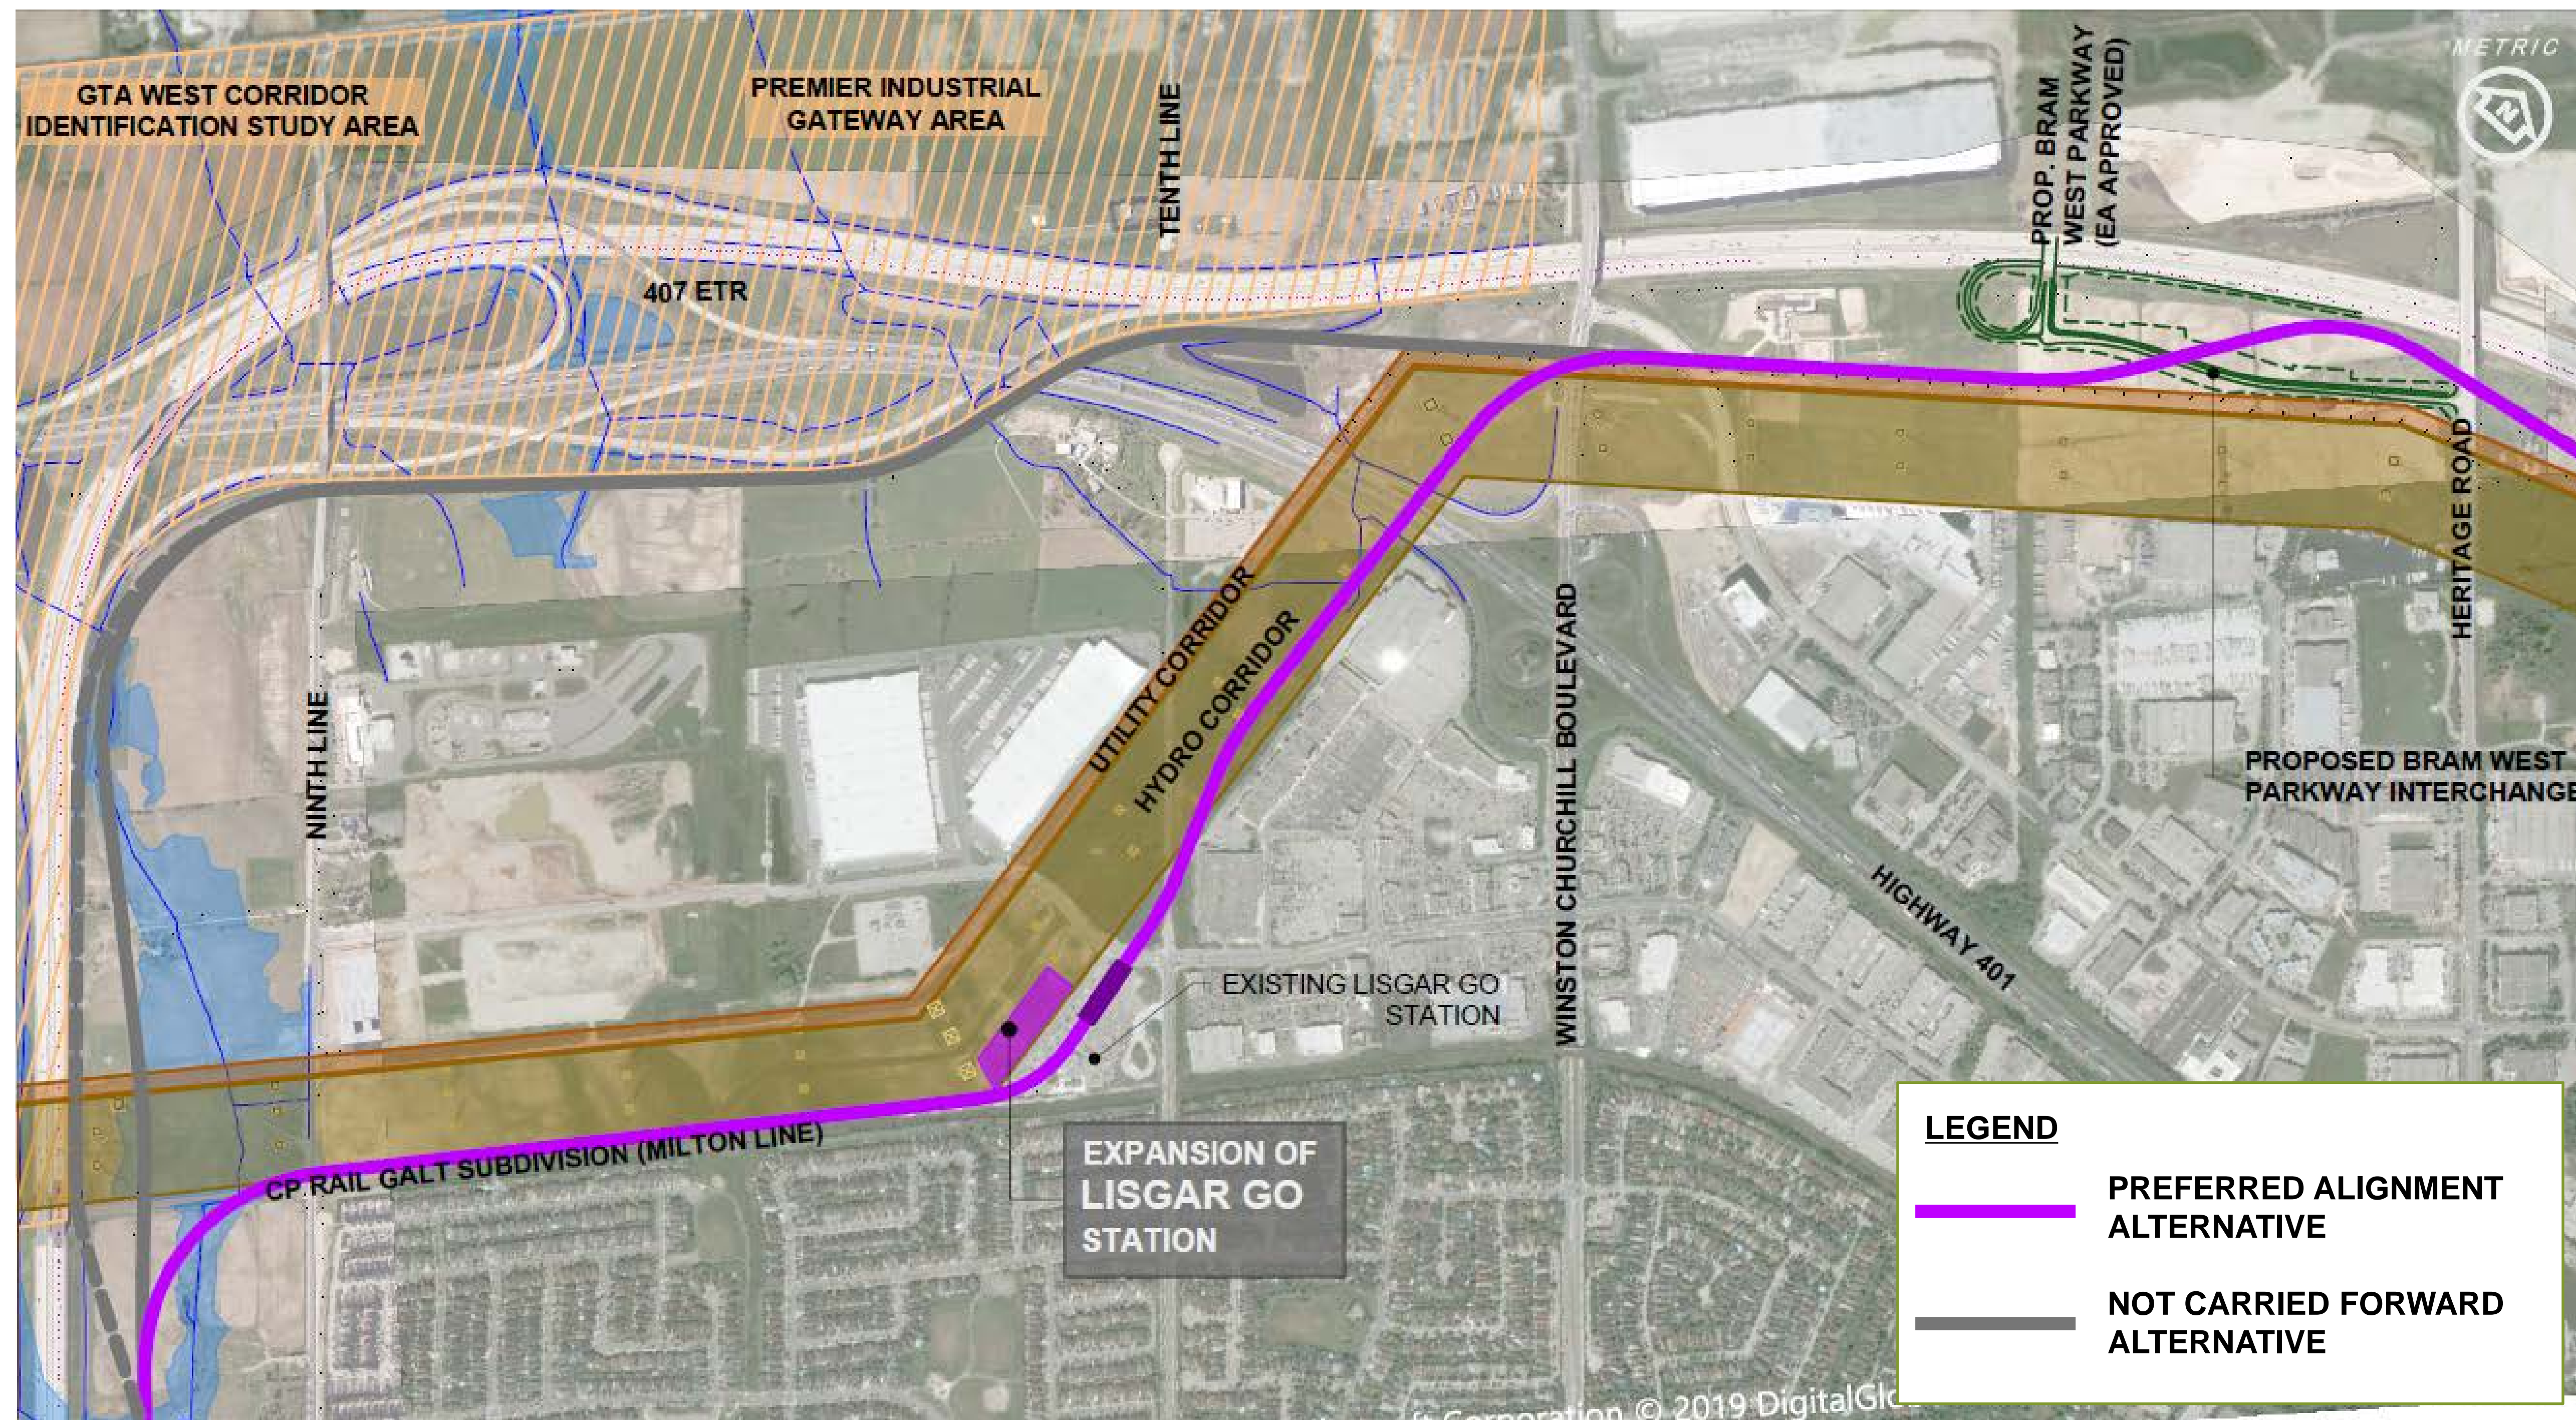 METRIC
N
GTA WEST CORRIDOR
IDENTIFICATION STUDY AREA
PREMIER INDUSTRIAL
GATEWAY AREA
TENTH LINE
PROP. BRAM
WEST PARKWAY
(EA APPROVED)
407 ETR
UTILITY CORRIDOR
HYDRO CORRIDOR
WINSTON CHURCHILL BOULEVARD
HERITAGE ROAD
NINTH LINE
PROPOSED BRAM WEST
PARKWAY INTERCHANGE
HIGHWAY 401
EXISTING LISGAR GO
STATION
CP RAIL GALT SUBDIVISION (MILTON LINE)
EXPANSION OF
LISGAR GO
STATION
LEGEND
PREFERRED ALIGNMENT
ALTERNATIVE
NOT CARRIED FORWARD
ALTERNATIVE
Corporation © 2019